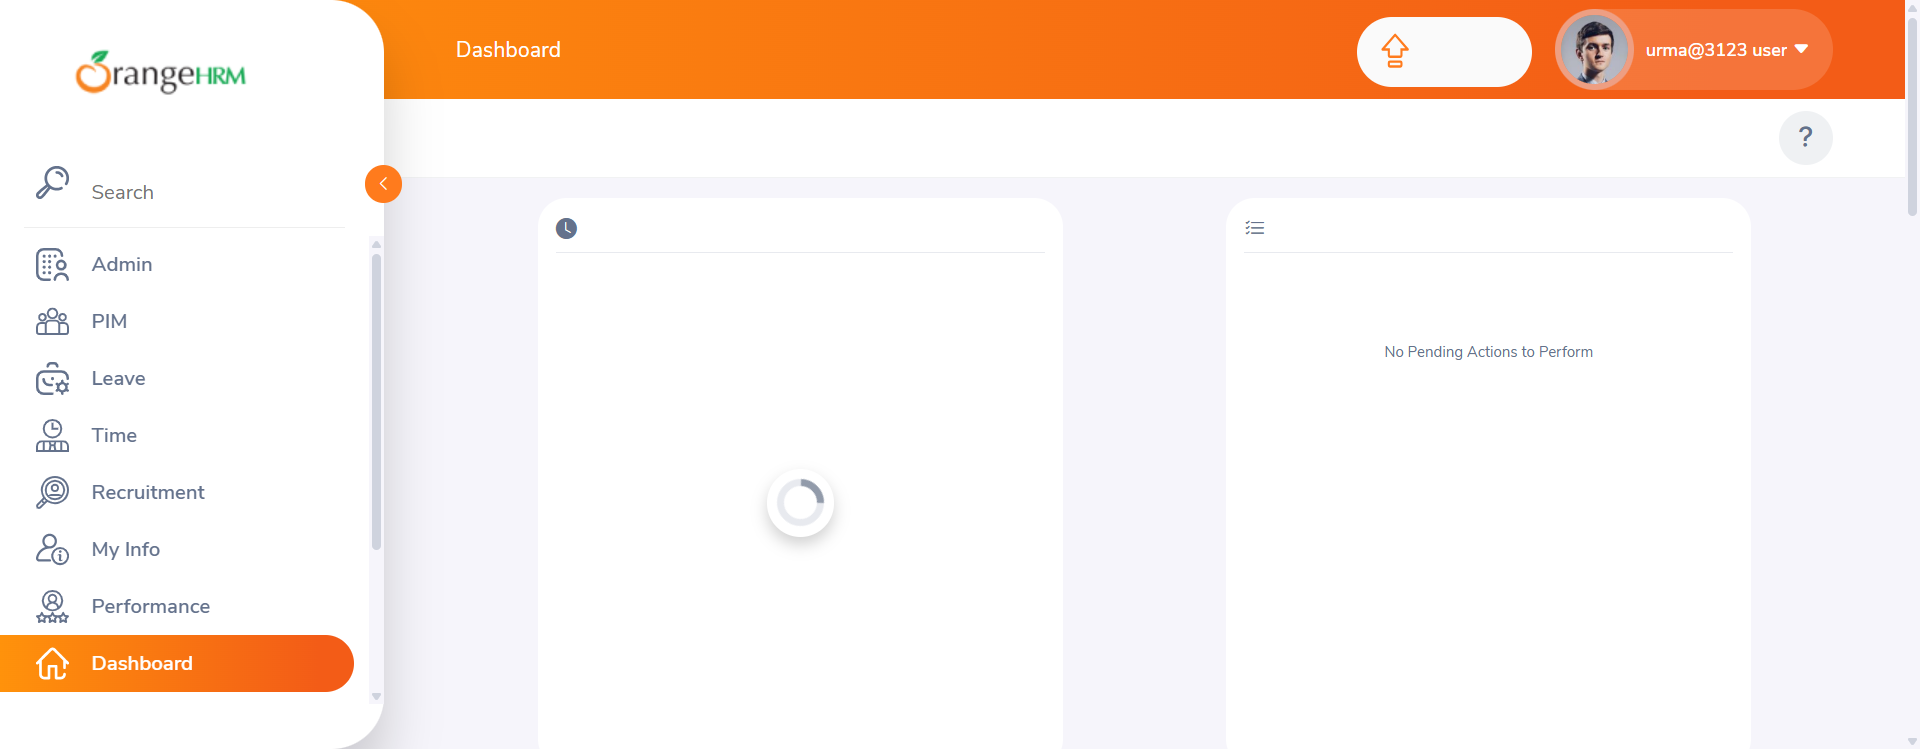 OrangeHRM
Dashboard
urma@3123 user
?
Search
Admin
PIM
Leave
Time
Recruitment
My Info
Performance
Dashboard
No Pending Actions to Perform